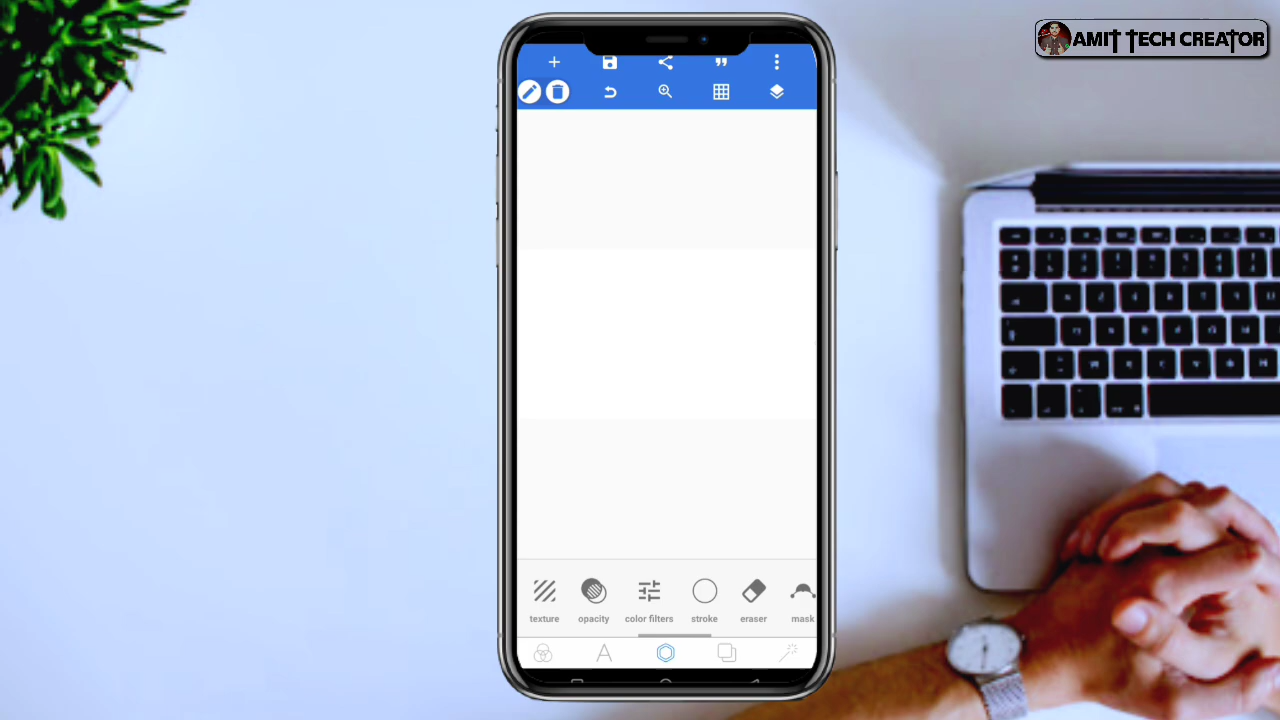 AMIT TECH CREATOR
texture
opacity
color filters
stroke
eraser
mask